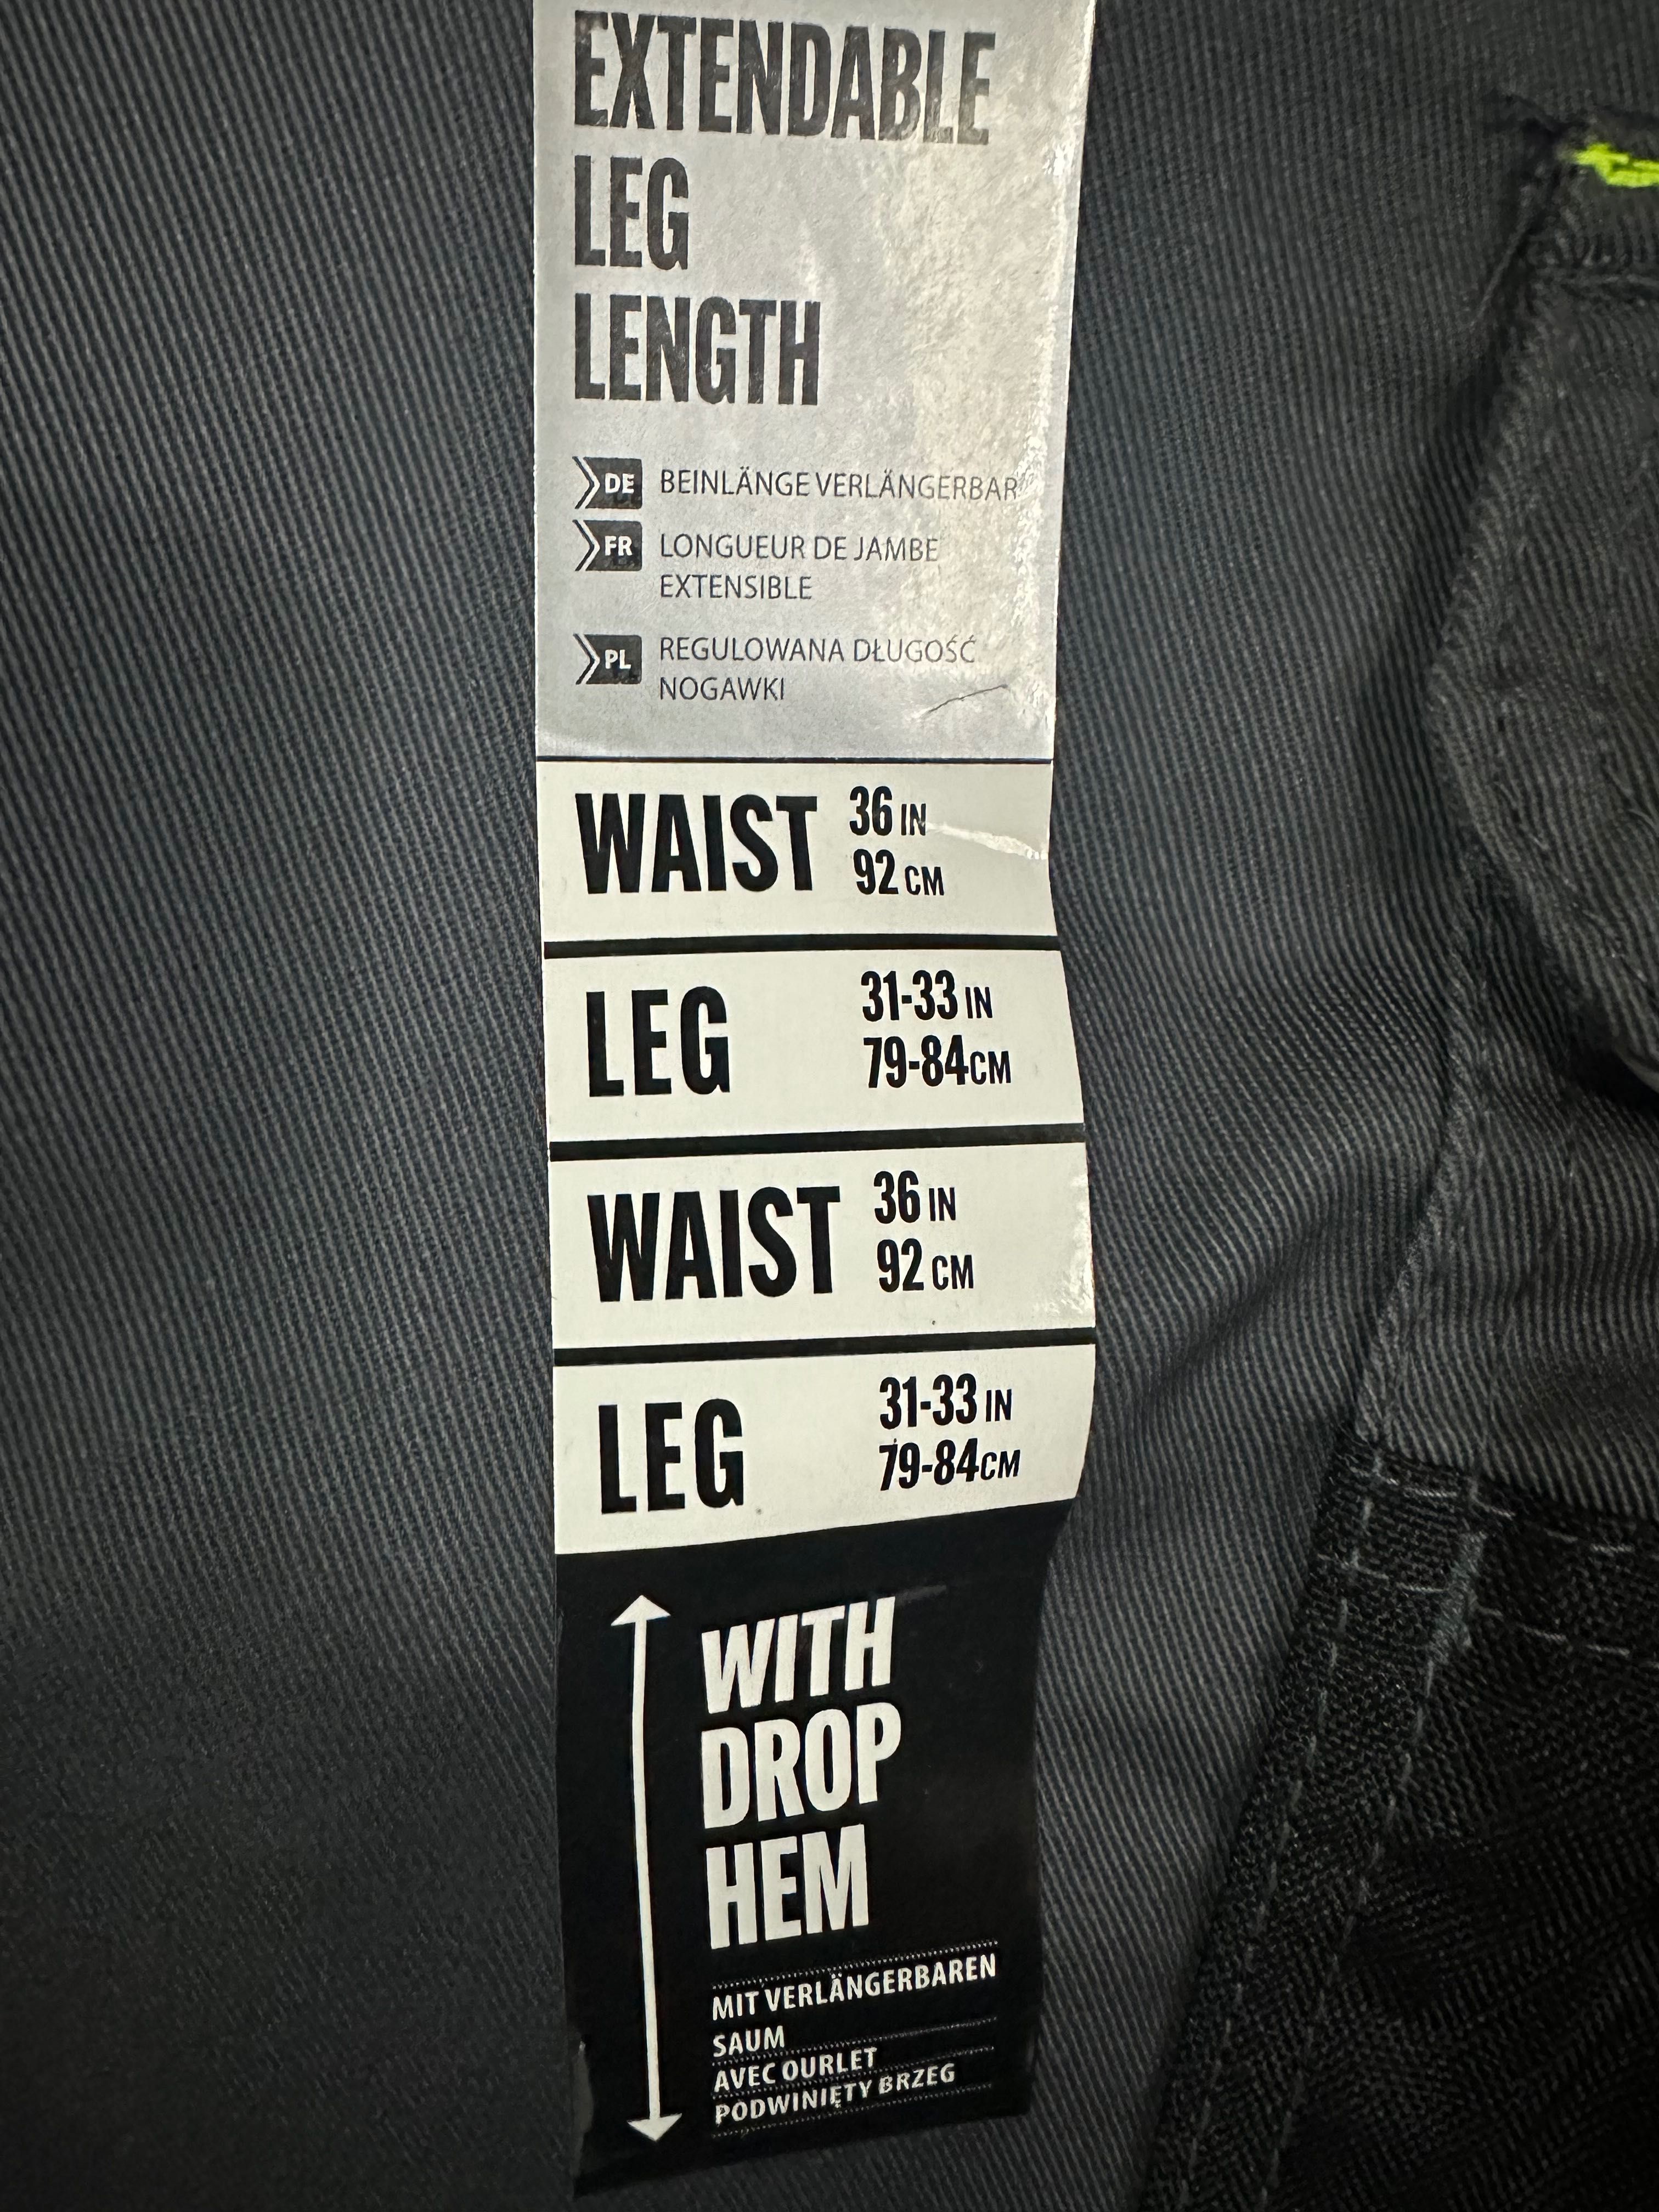 EXTENDABLE
LEG
LENGTH
DE BEINLÄNGE VERLÄNGERBAR
FR LONGUEUR DE JAMBE
EXTENSIBLE
PL REGULOWANA DŁUGOŚĆ
NOGAWKI
WAIST 36 IN
92 CM
LEG 31-33 IN
79-84CM
WAIST 36 IN
92 CM
LEG 31-33 IN
79-84CM
WITH
DROP
HEM
MIT VERLÄNGERBAREN
SAUM
AVEC OURLET
PODWINIĘTY BRZEG